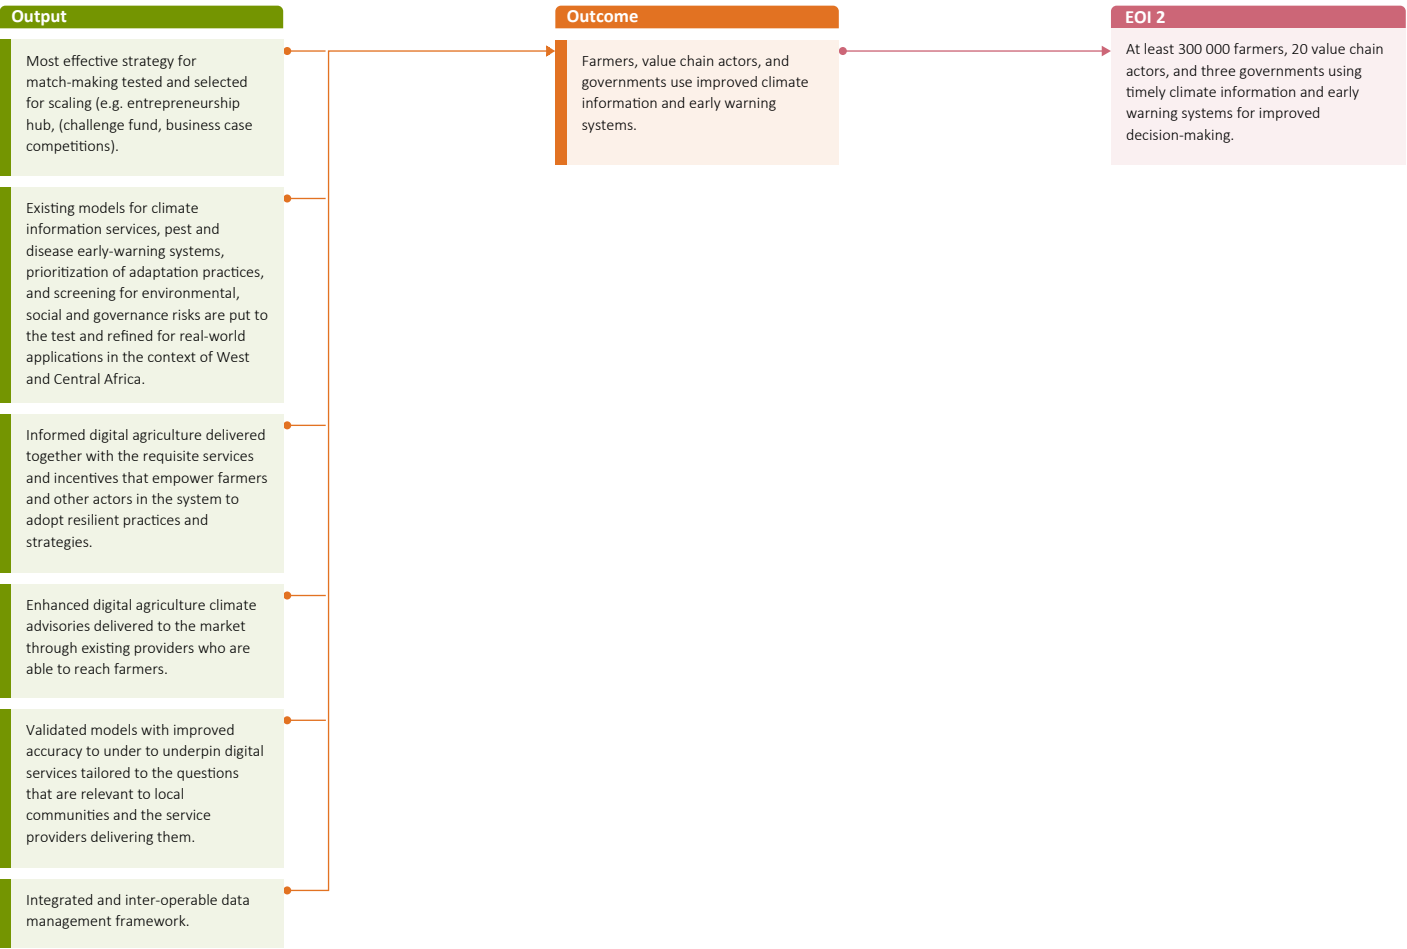 Output
Most effective strategy for
match-making tested and selected
for scaling (e.g. entrepreneurship
hub, (challenge fund, business case
competitions).
Existing models for climate
information services, pest and
disease early-warning systems,
prioritization of adaptation practices,
and screening for environmental,
social and governance risks are put to
the test and refined for real-world
applications in the context of West
and Central Africa.
Informed digital agriculture delivered
together with the requisite services
and incentives that empower farmers
and other actors in the system to
adopt resilient practices and
strategies.
Enhanced digital agriculture climate
advisories delivered to the market
through existing providers who are
able to reach farmers.
Validated models with improved
accuracy to under to underpin digital
services tailored to the questions
that are relevant to local
communities and the service
providers delivering them.
Integrated and inter-operable data
management framework.
Outcome
Farmers, value chain actors, and
governments use improved climate
information and early warning
systems.
EOI 2
At least 300 000 farmers, 20 value chain
actors, and three governments using
timely climate information and early
warning systems for improved
decision-making.